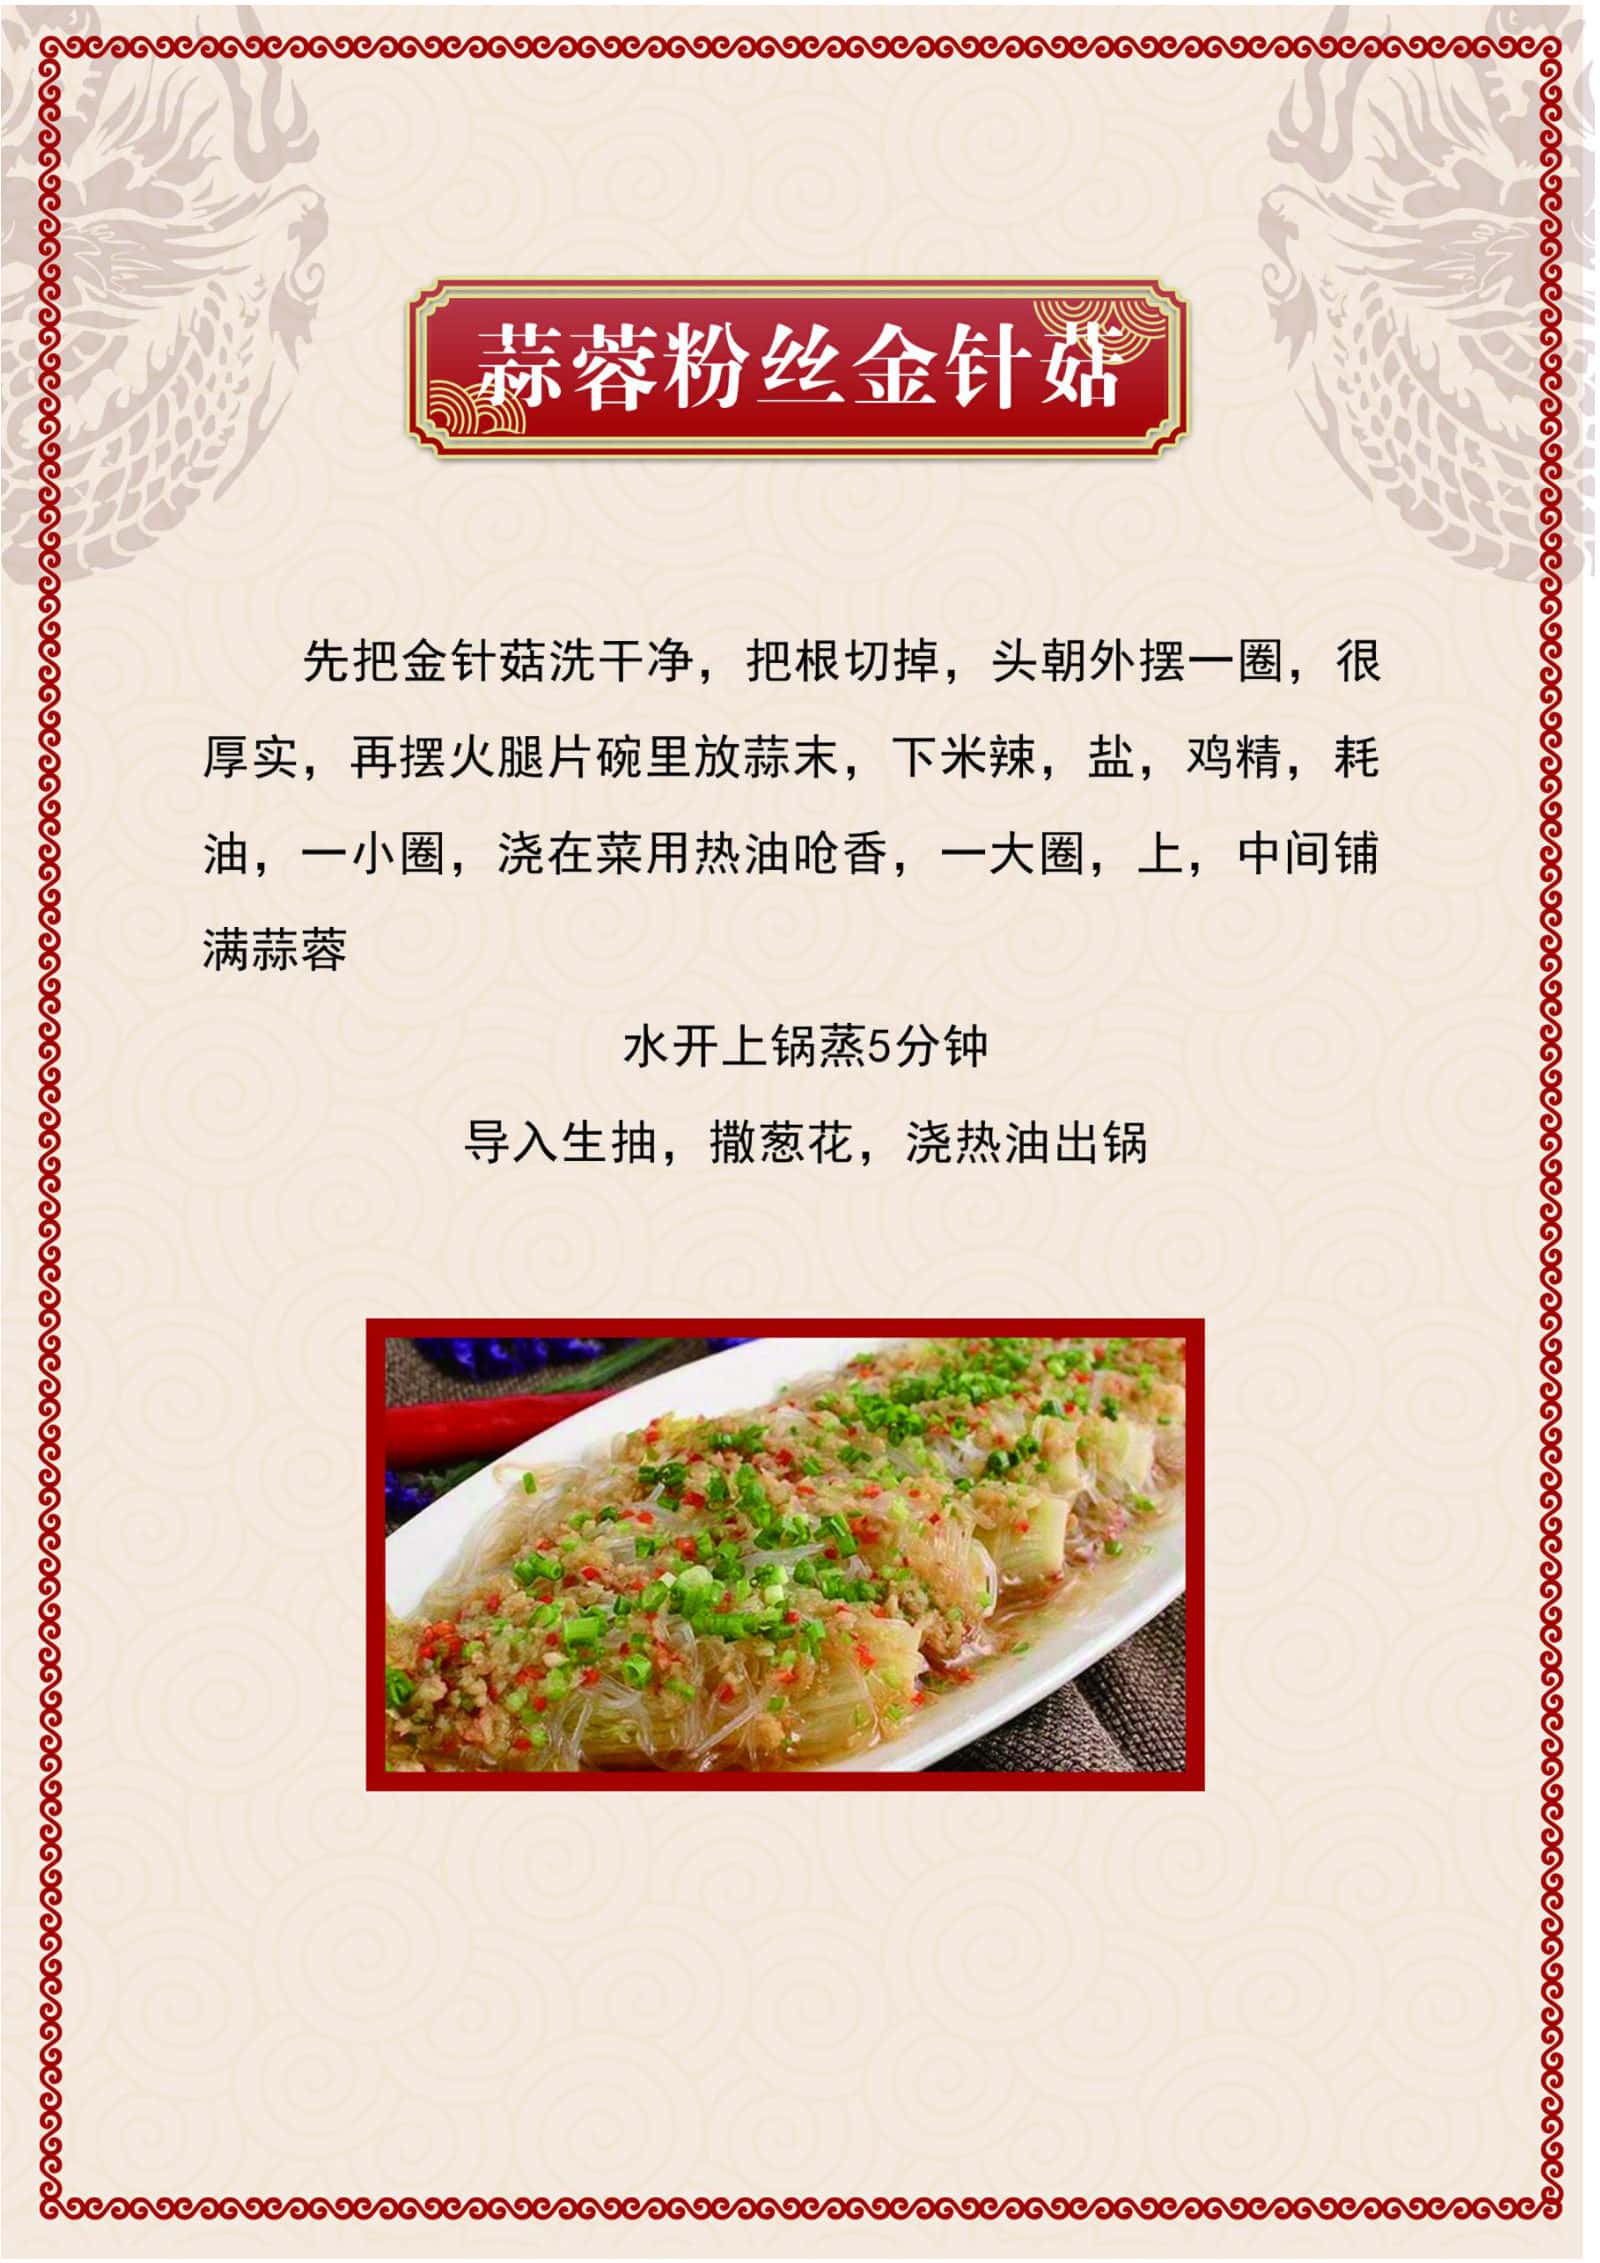 蒜蓉粉丝金针菇
先把金针菇洗干净，把根切掉，头朝外摆一圈，很
厚实，再摆火腿片碗里放蒜末，下米辣，盐，鸡精，耗
油，一小圈，浇在菜用热油呛香，一大圈，上，中间铺
满蒜蓉
水开上锅蒸5分钟
导入生抽，撒葱花，浇热油出锅